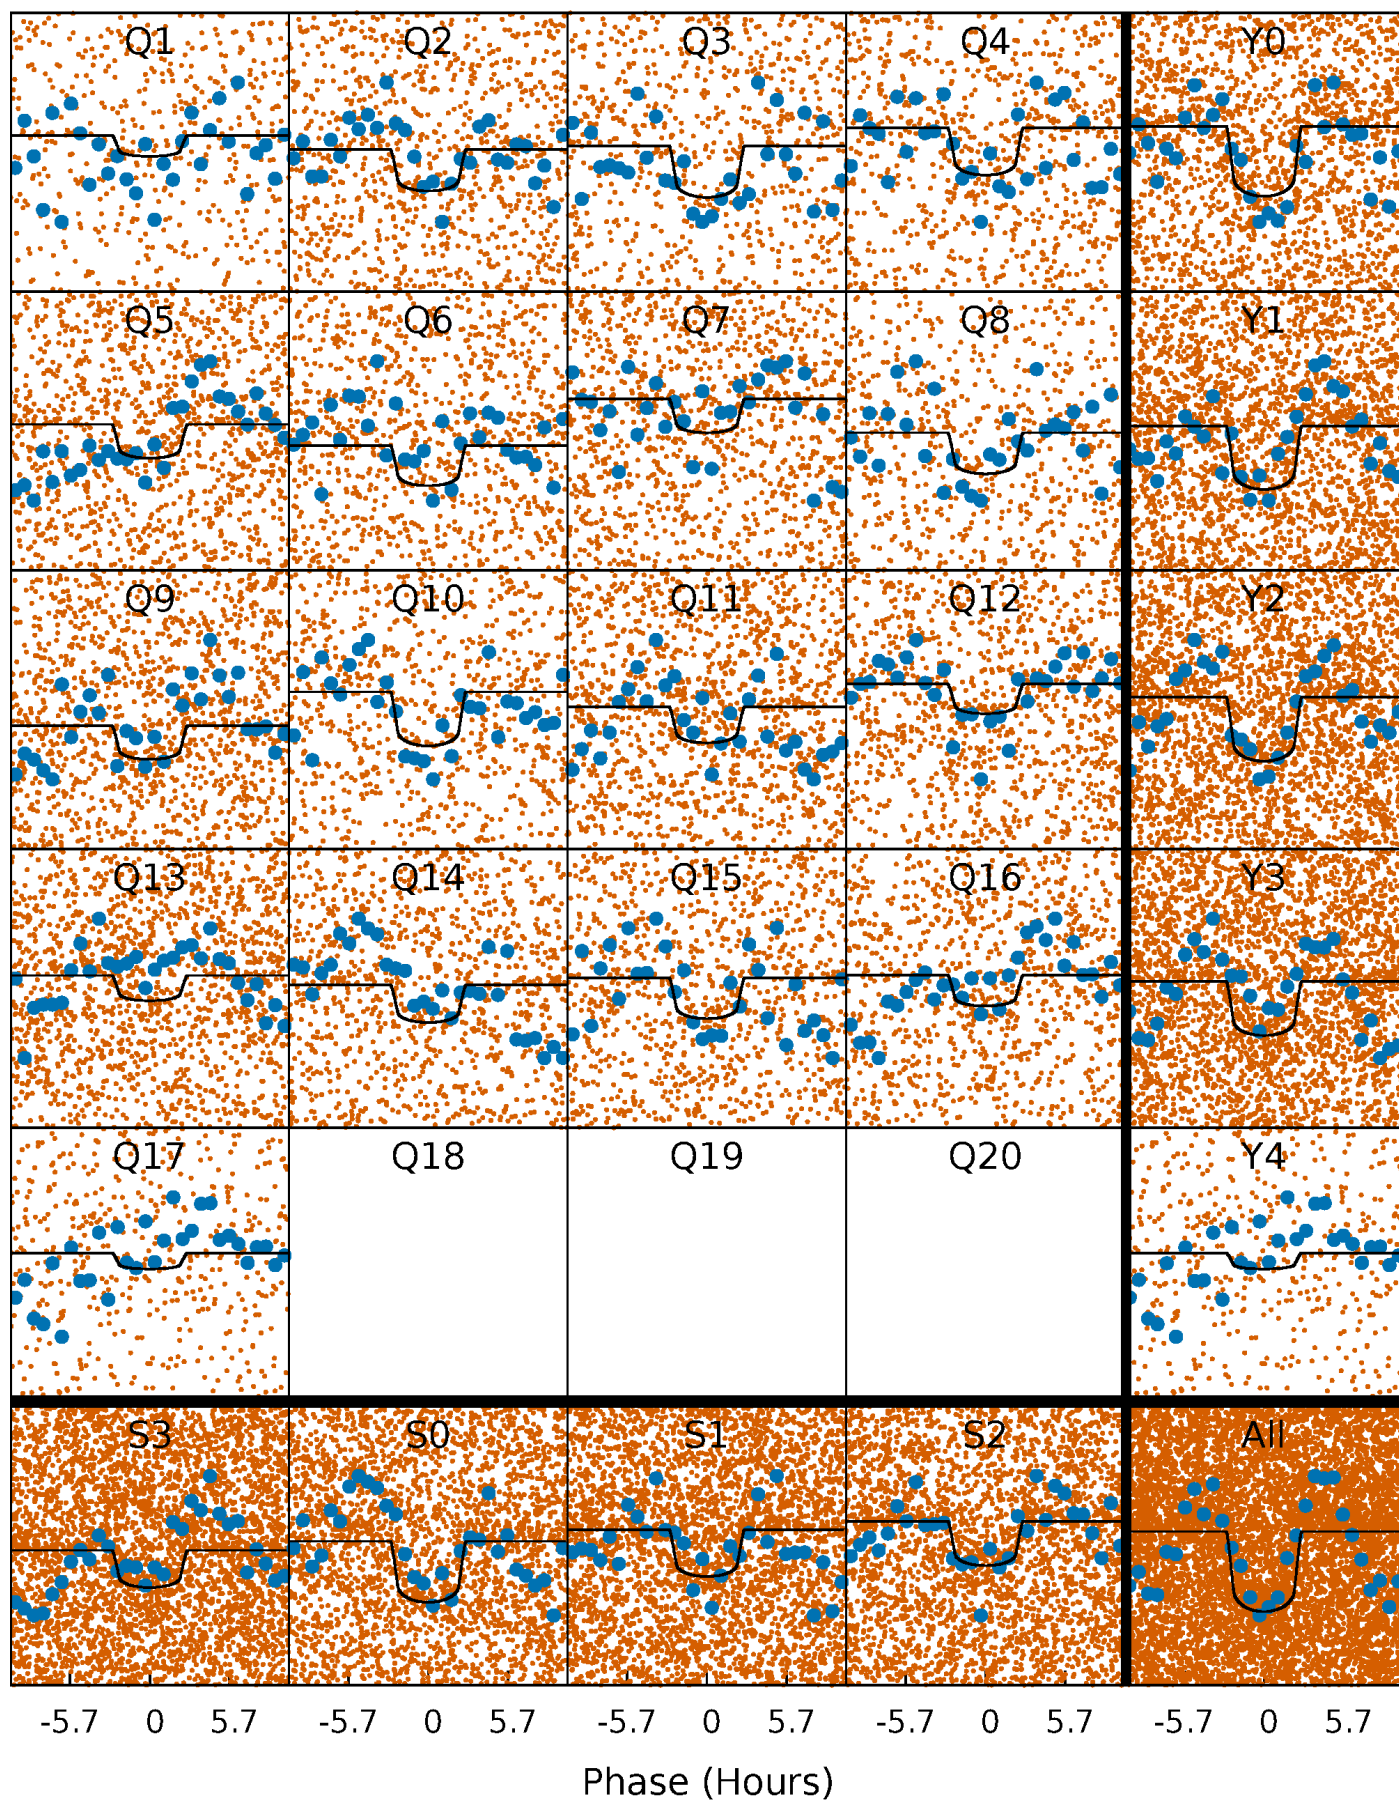 Q1 Q2 Q3 Q4 Y0
Q5 Q6 Q7 Q8 Y1
Q9 Q10 Q11 Q12 Y2
Q13 Q14 Q15 Q16 Y3
Q17 Q18 Q19 Q20 Y4
S3 S0 S1 S2 All
-5.7 0 5.7 -5.7 0 5.7 -5.7 0 5.7 -5.7 0 5.7 -5.7 0 5.7
Phase (Hours)